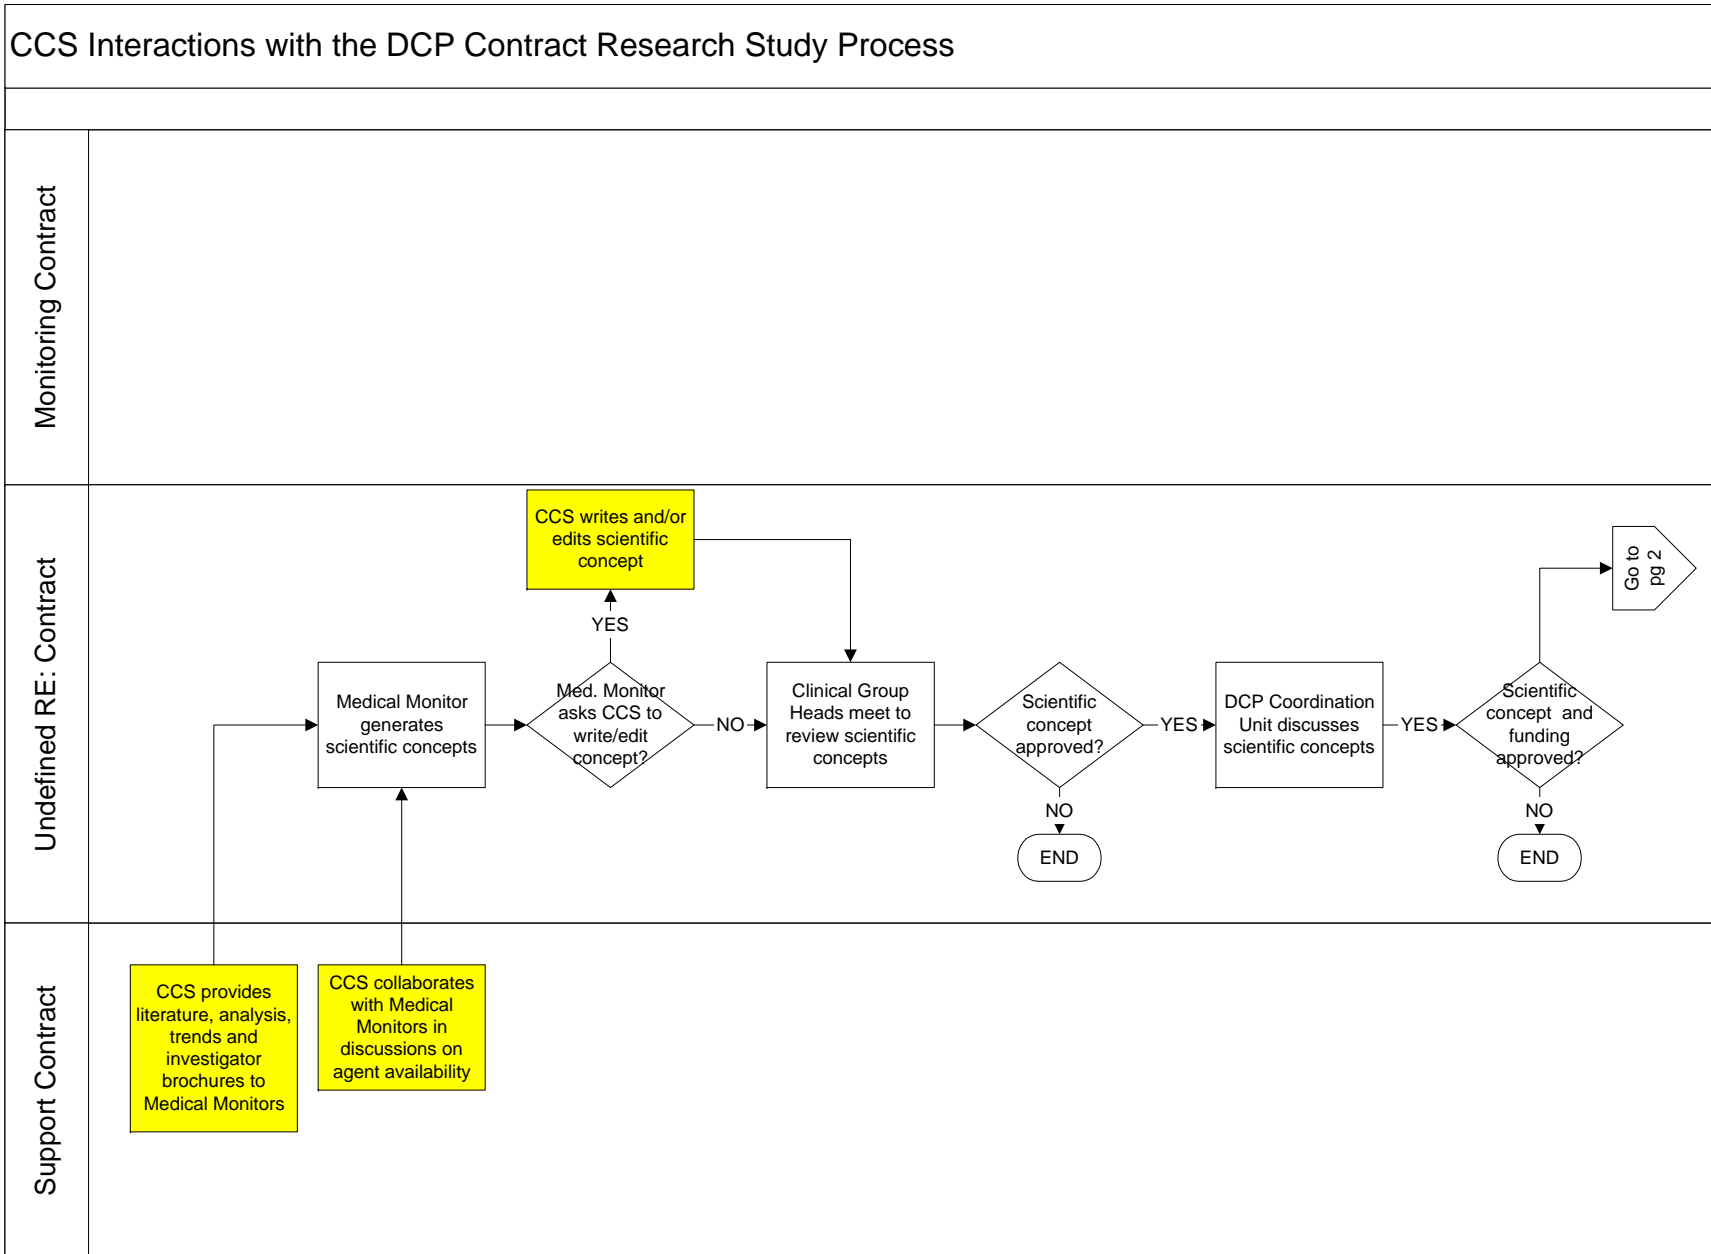 CCS Interactions with the DCP Contract Research Study Process
Monitoring Contract
Undefined RE: Contract
CCS writes and/or
edits scientific
concept
YES
Medical Monitor
generates
scientific concepts
Med. Monitor
asks CCS to
write/edit
concept?
NO
Clinical Group
Heads meet to
review scientific
concepts
Scientific
concept
approved?
NO
END
YES
DCP Coordination
Unit discusses
scientific concepts
YES
Scientific
concept and
funding
approved?
NO
END
Go to
pg 2
Support Contract
CCS provides
literature, analysis,
trends and
investigator
brochures to
Medical Monitors
CCS collaborates
with Medical
Monitors in
discussions on
agent availability